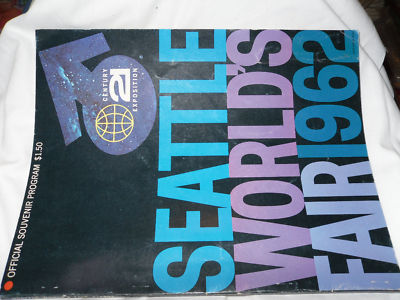 CENTURY
21
EXPOSITION
SEATTLE
WORLD'S
FAIR 1962
OFFICIAL SOUVENIR PROGRAM $1.50